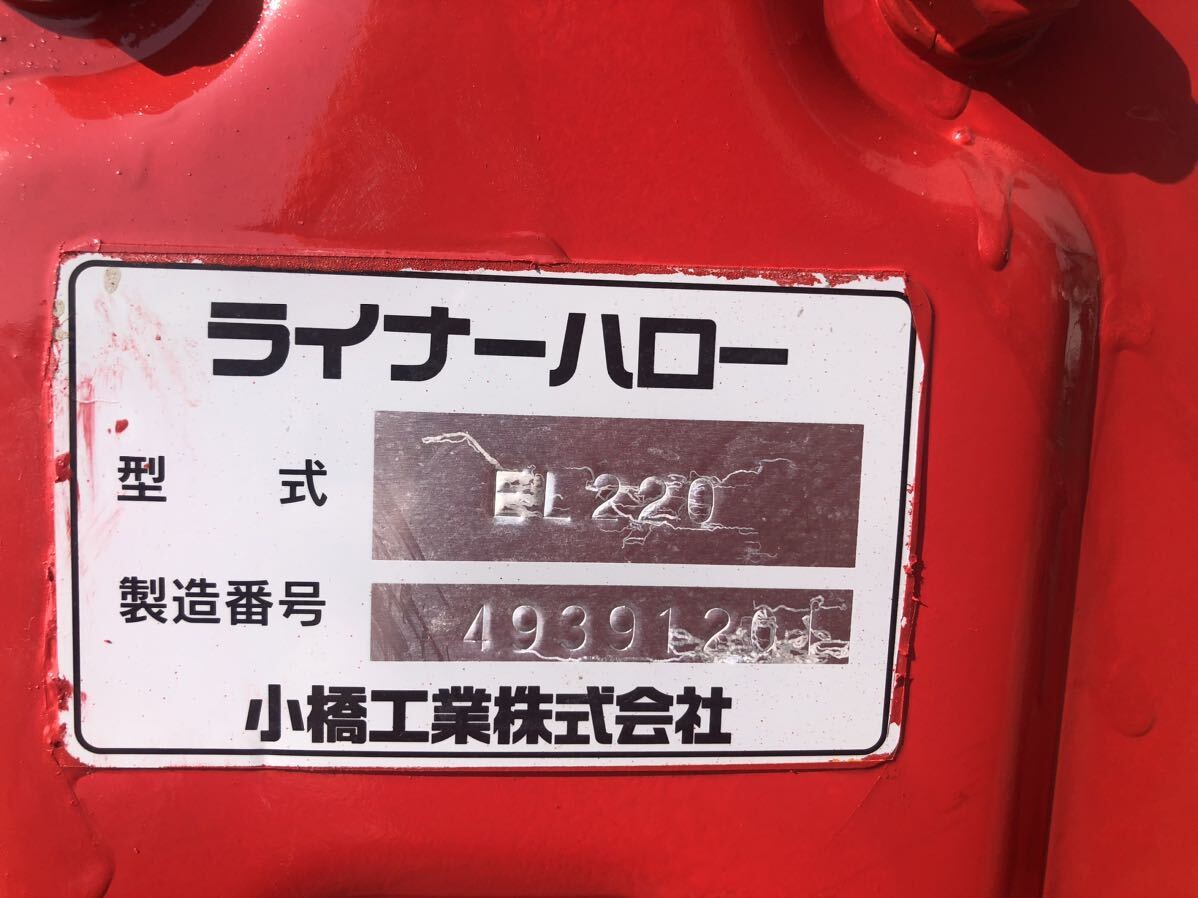 ライナーハロー
型式 EL220
製造番号 49391201
小橋工業株式会社